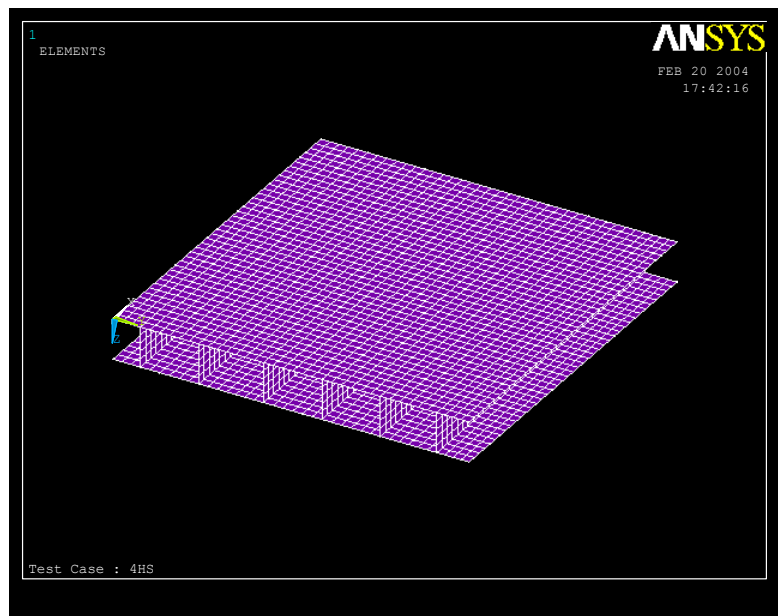 1
ELEMENTS
ANSYS
FEB 20 2004
17:42:16
Z
Test Case : 4HS